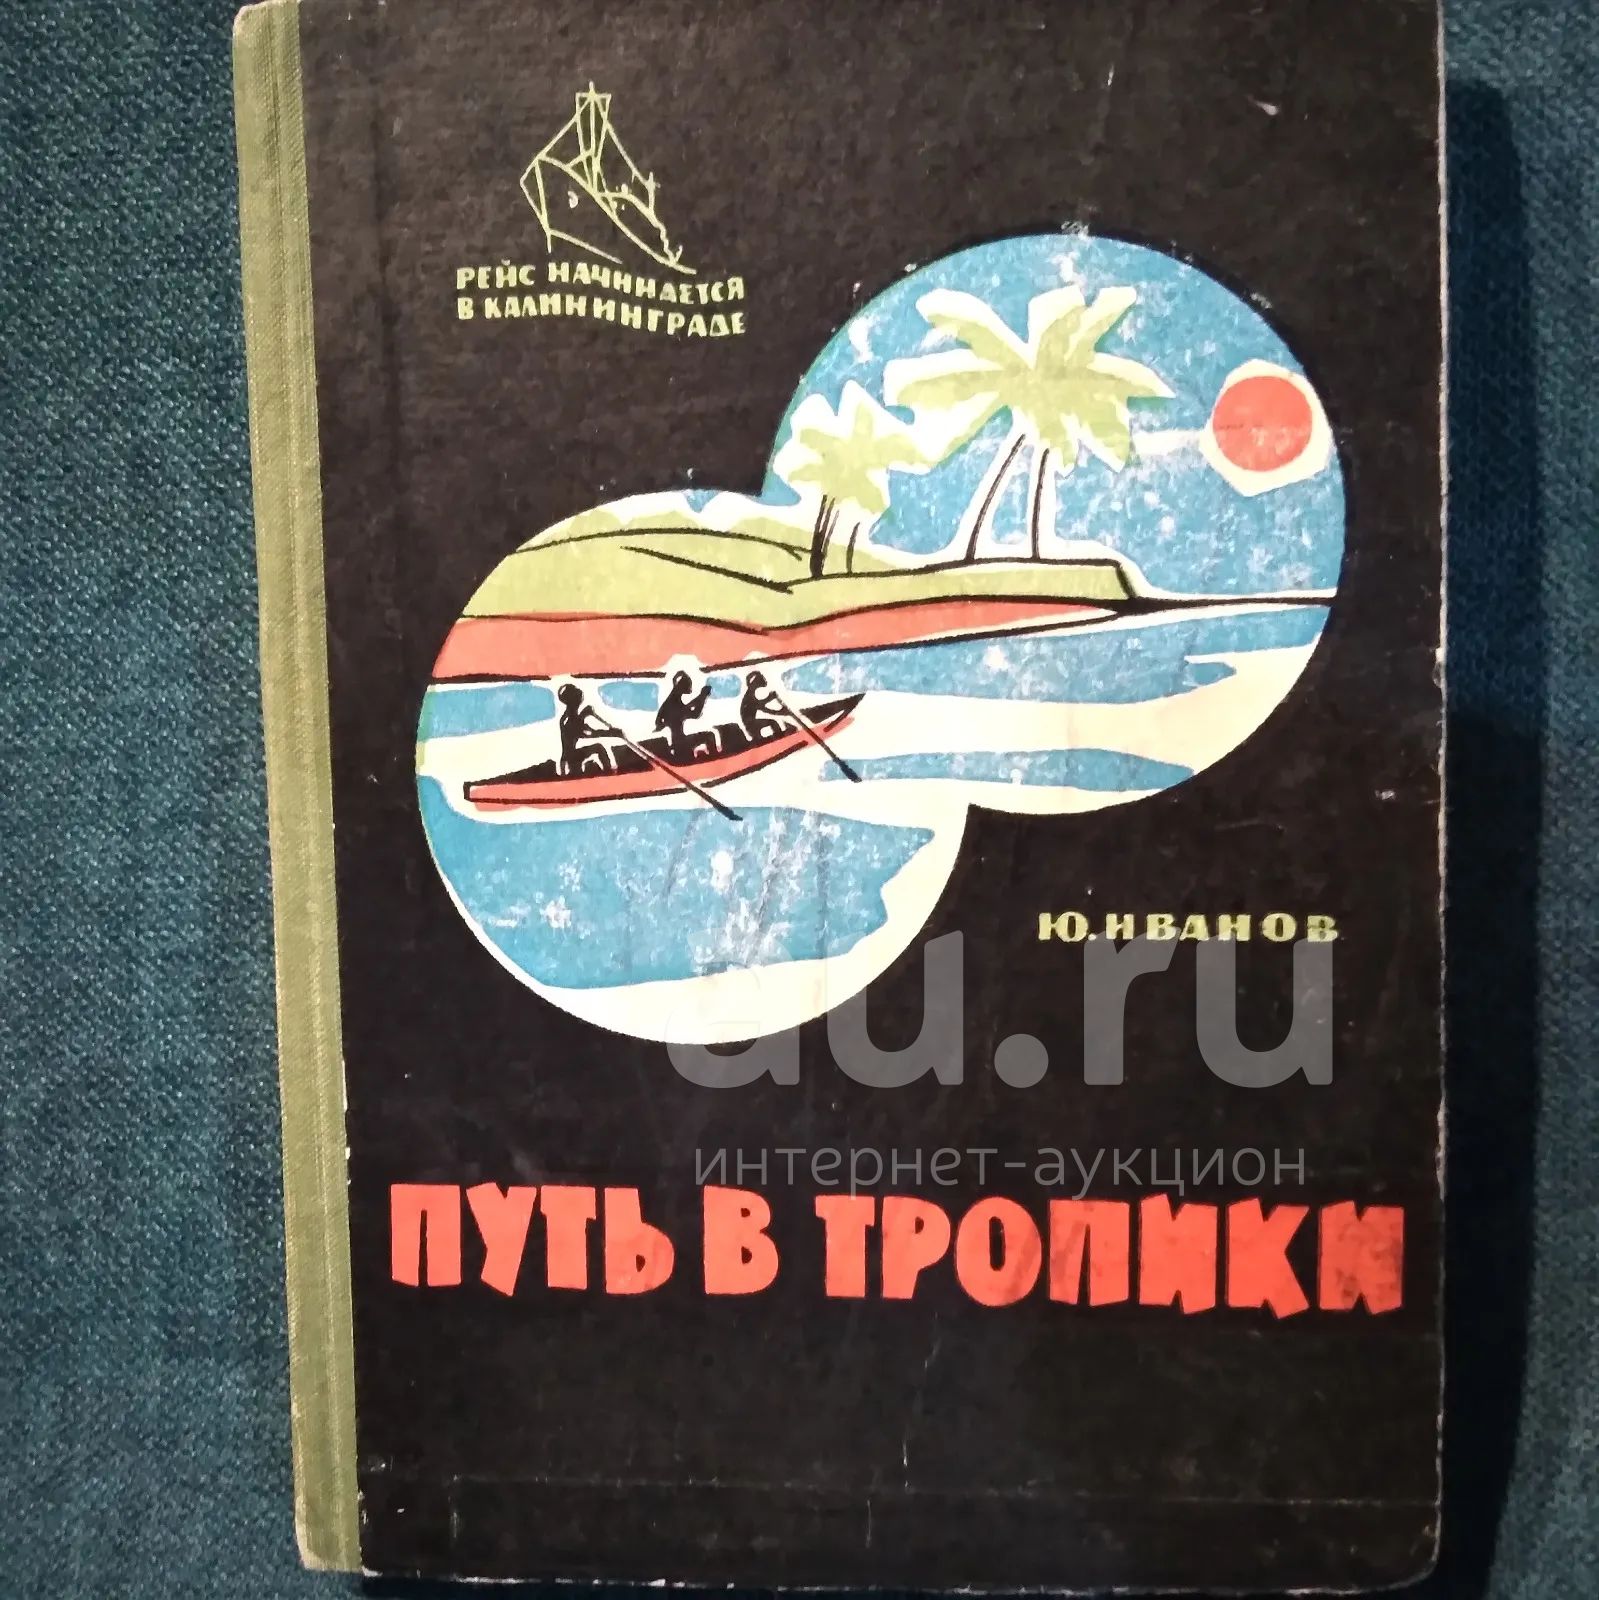 РЕЙС НАЧИНАЕТСЯ
В КАЛИНИНГРАДЕ
Ю. ИВАНОВ
au.ru
интернет-аукцион
ПУТЬ В ТРОПИКИ